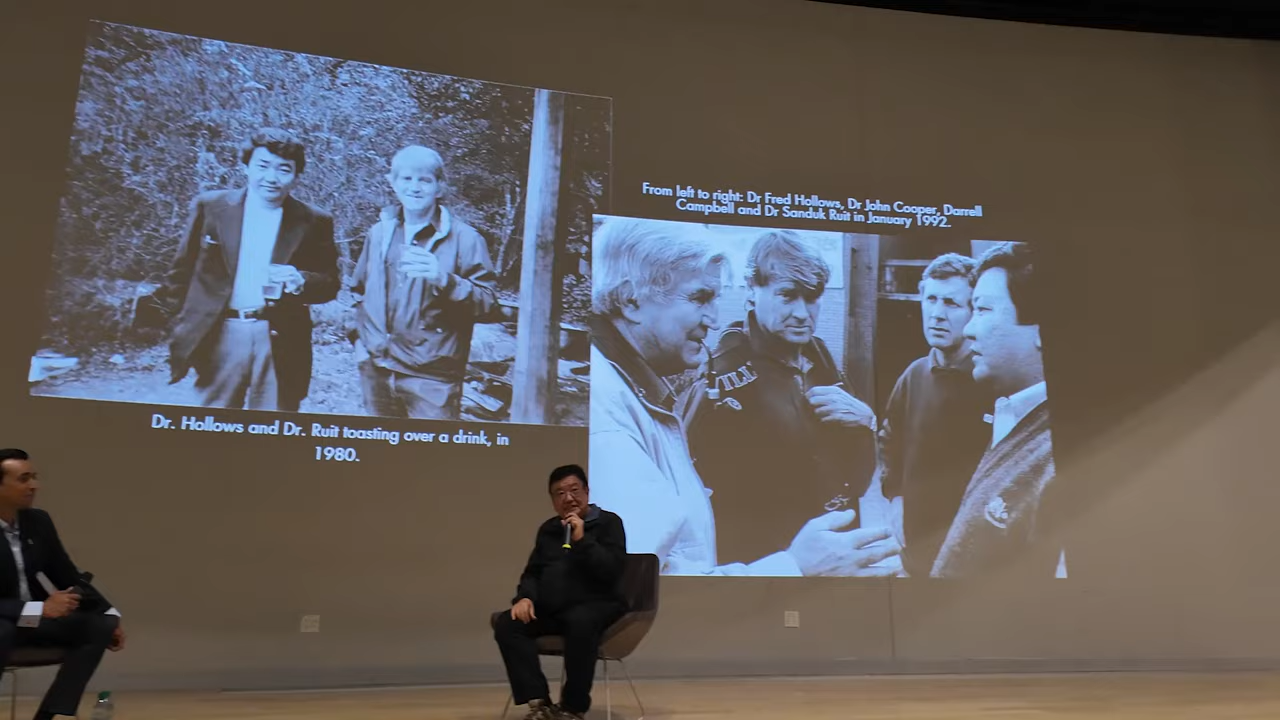 From left to right: Dr Fred Hollows, Dr John Cooper, Darrell
Campbell and Dr Sanduk Ruit in January 1992.
Dr. Hollows and Dr. Ruit toasting over a drink, in
1980.